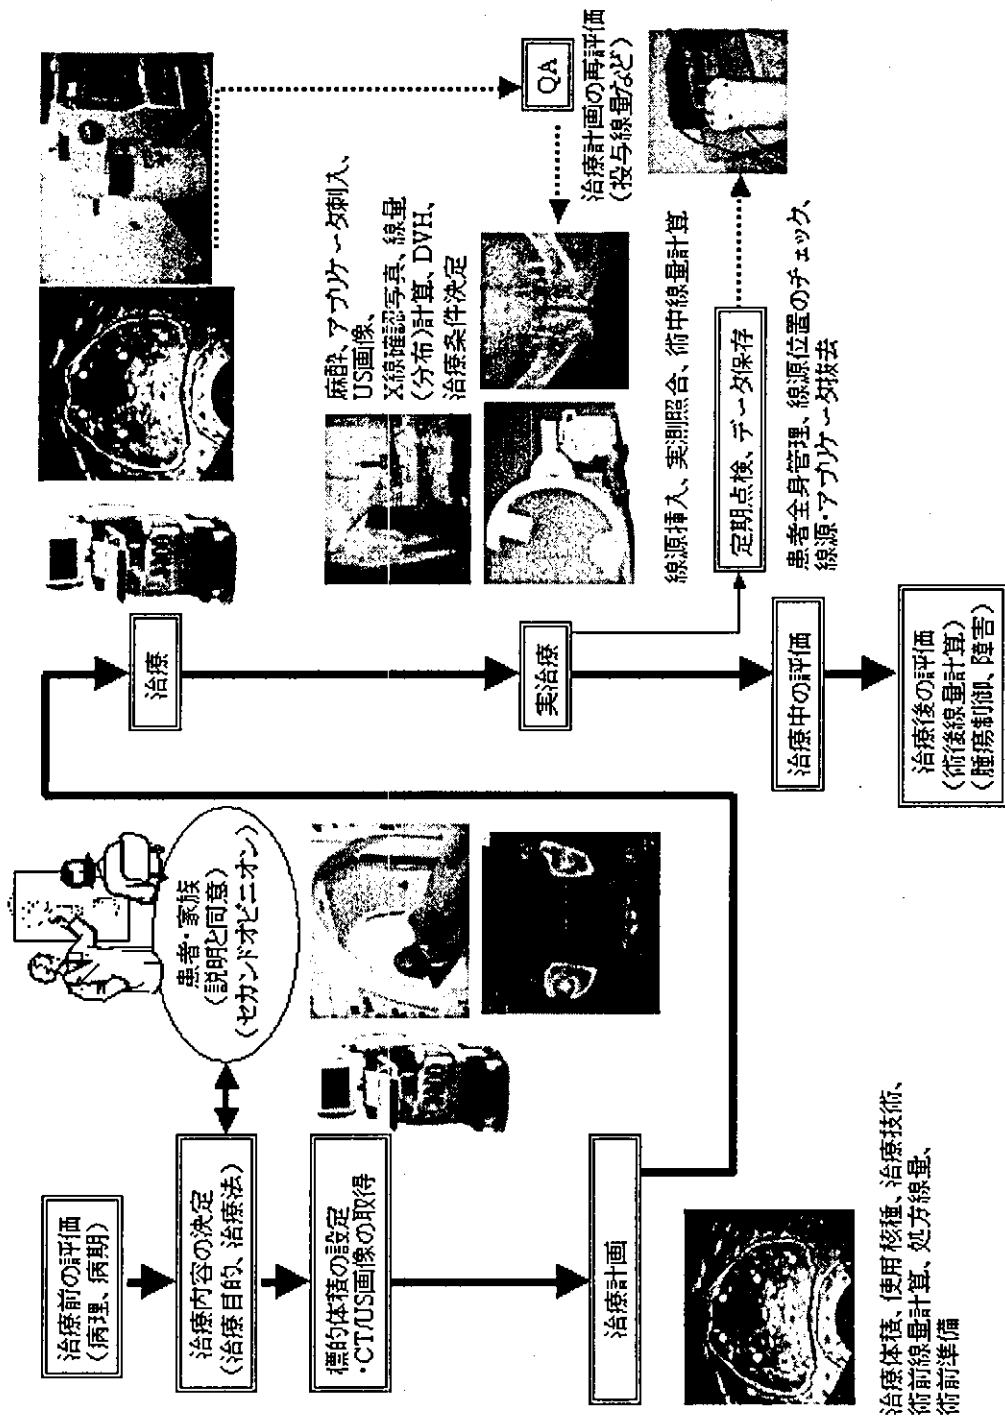 治療前の評価
(病理、病期)
治療内容の決定
(治療目的、治療法)
患者・家族
(説明と同意)
(セカンドオピニオン)
標的体積の設定
・CT/US画像の取得
治療計画
治療体積、使用核種、治療技術、
術前線量計算、処方線量、
術前準備
治療
麻酔、アプリケータ刺入、
US画像、
X線確認写真、線量
(分布)計算、DVH、
治療条件決定
QA
治療計画の再評価
(投与線量など)
実治療
線源挿入、実測照合、術中線量計算
定期点検、データ保存
治療中の評価
患者全身管理、線源位置のチェック、
線源・アプリケータ抜去
治療後の評価
(術後線量計算)
(腫瘍制御、障害)